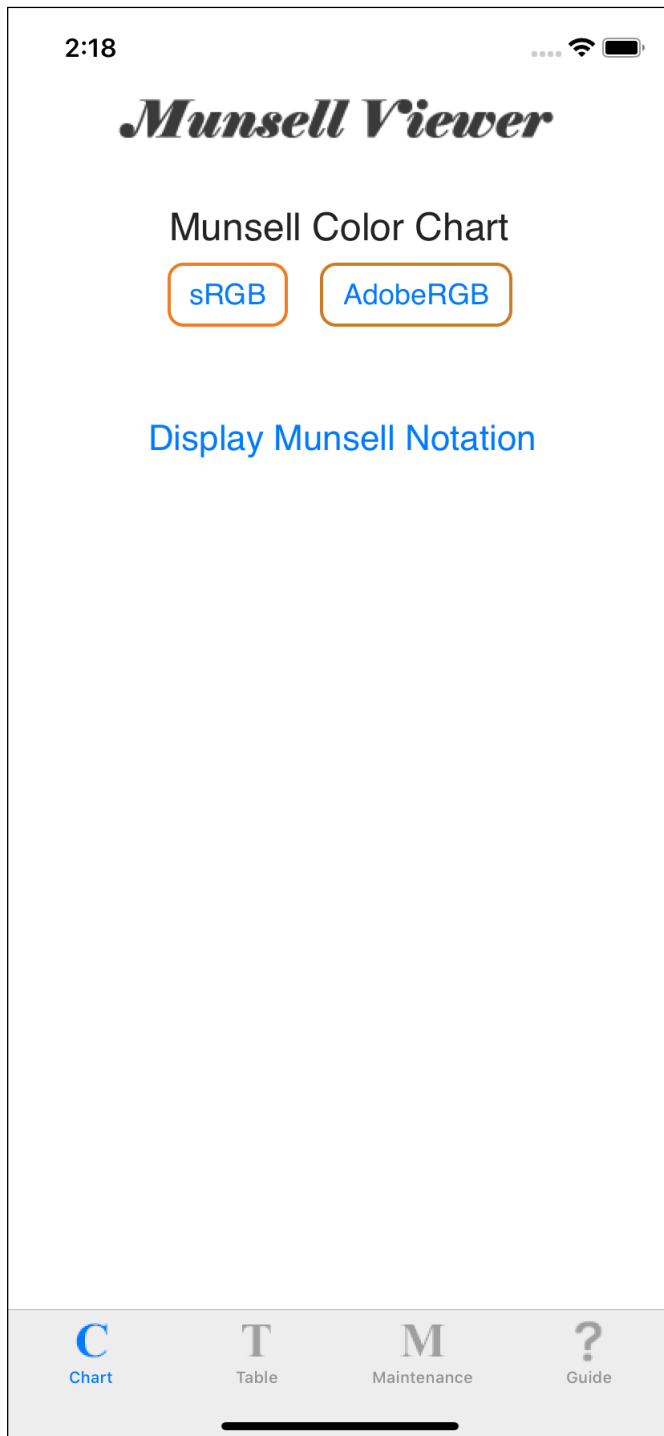 2:18
Munsell Viewer
Munsell Color Chart
sRGB AdobeRGB
Display Munsell Notation
C T M ?
Chart Table Maintenance Guide